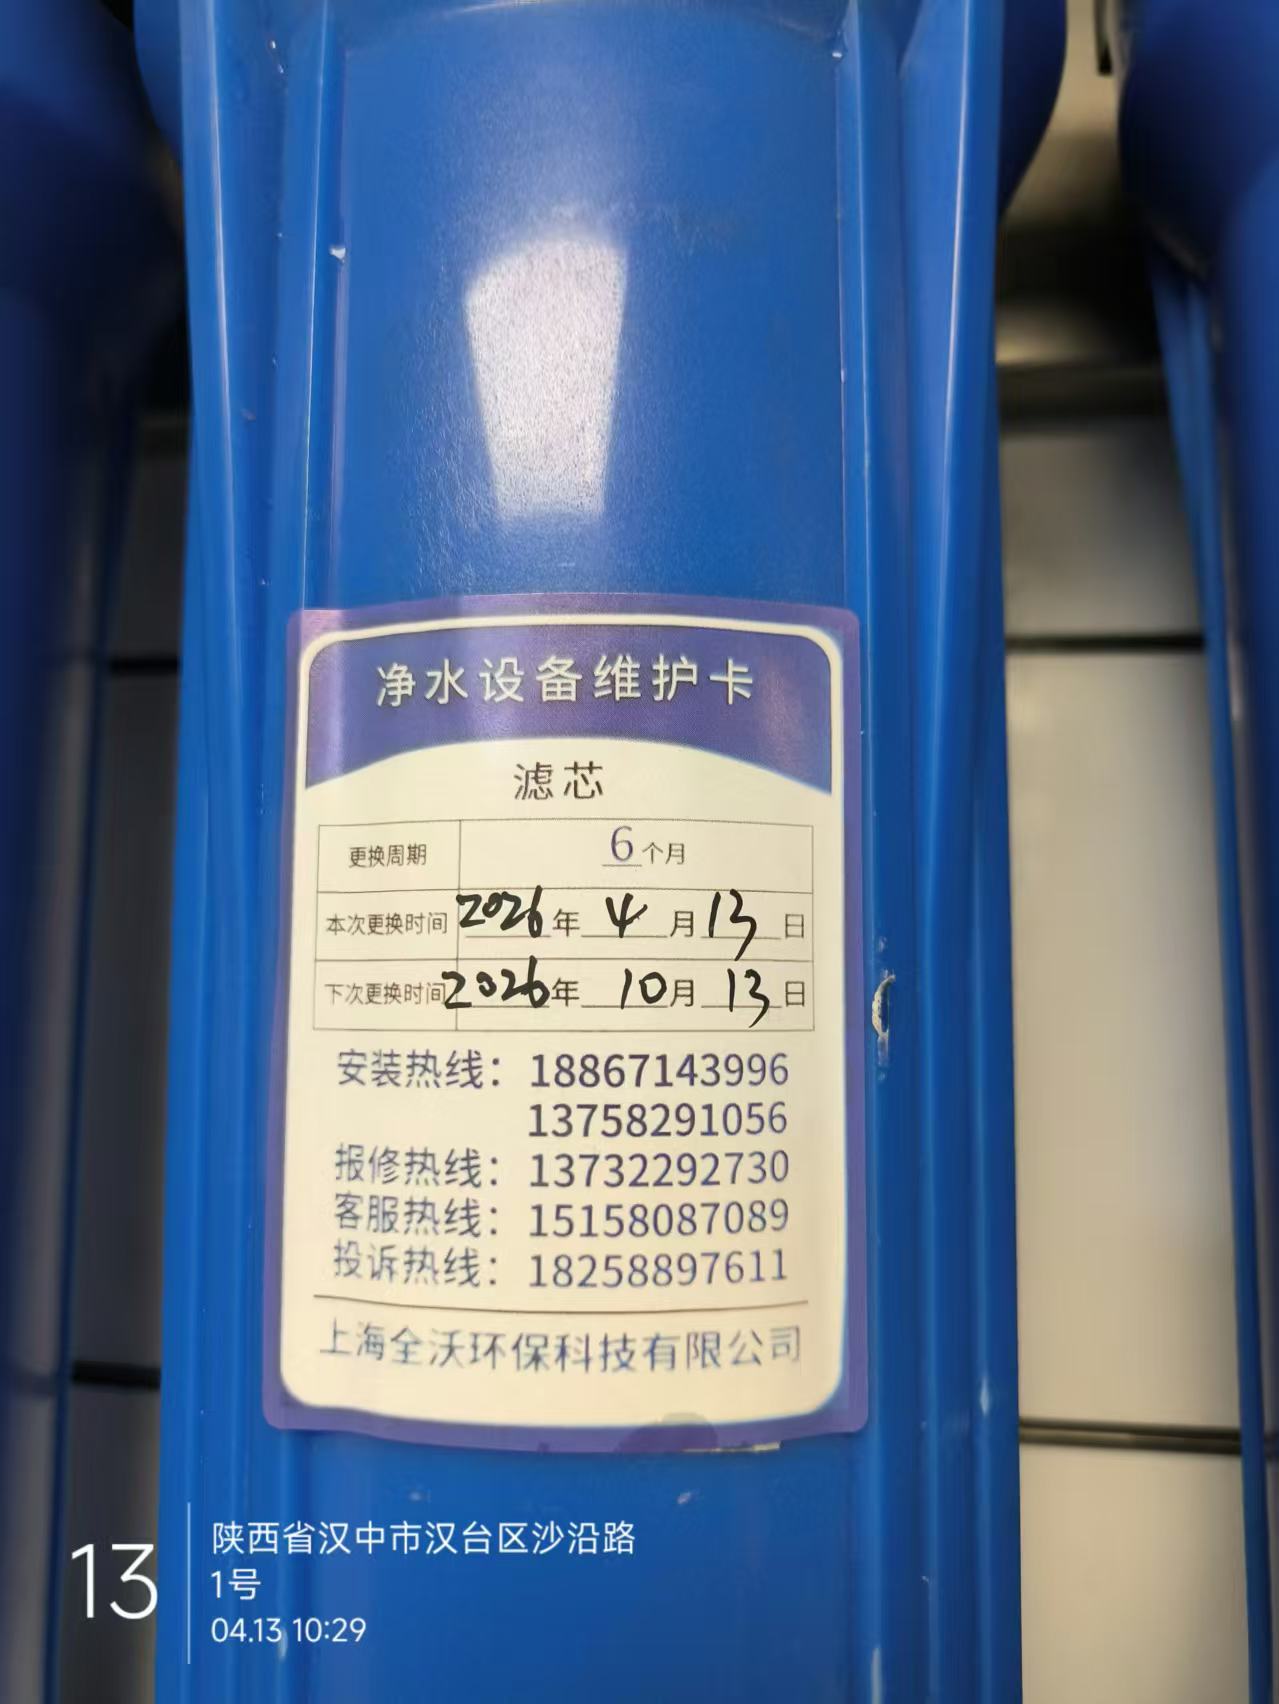 净水设备维护卡
滤芯
更换周期 6个月
本次更换时间 2026年4月13日
下次更换时间 2026年10月13日
安装热线：18867143996
13758291056
报修热线：13732292730
客服热线：15158087089
投诉热线：18258897611
上海全沃环保科技有限公司
13
陕西省汉中市汉台区沙沿路
1号
04.13 10:29